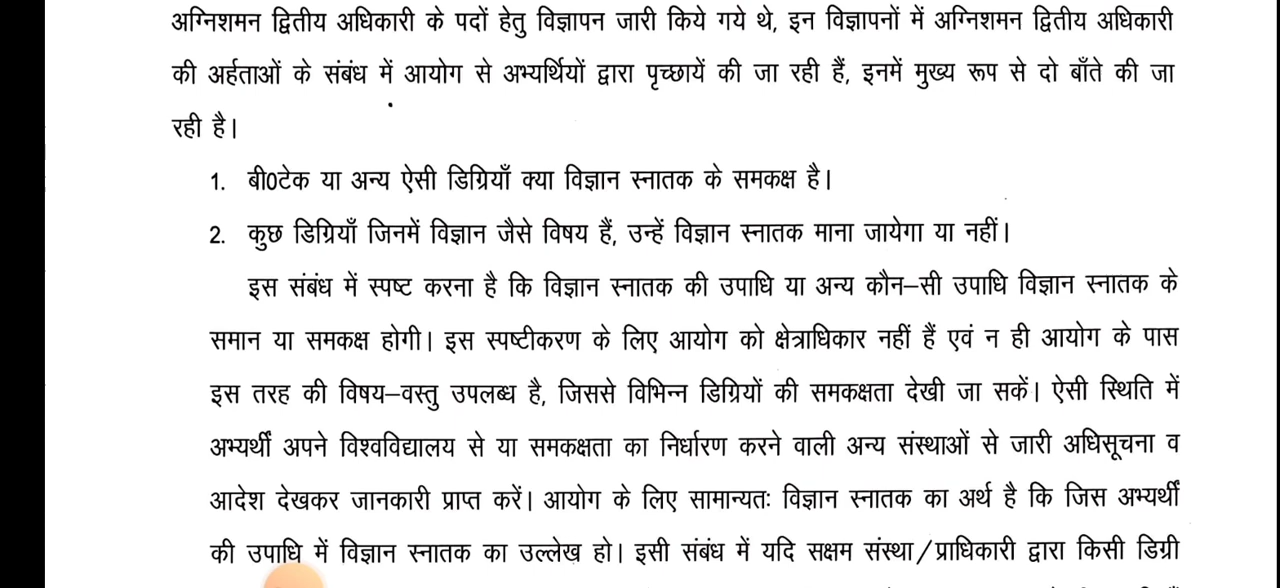 अग्निशमन द्वितीय अधिकारी के पदों हेतु विज्ञापन जारी किये गये थे, इन विज्ञापनों में अग्निशमन द्वितीय अधिकारी
की अर्हताओं के संबंध में आयोग से अभ्यर्थियों द्वारा पृच्छायें की जा रही हैं, इनमें मुख्य रूप से दो बाँते की जा
रही है।
1. बी0टेक या अन्य ऐसी डिग्रियाँ क्या विज्ञान स्नातक के समकक्ष है।
2. कुछ डिग्रियाँ जिनमें विज्ञान जैसे विषय हैं, उन्हें विज्ञान स्नातक माना जायेगा या नहीं।
इस संबंध में स्पष्ट करना है कि विज्ञान स्नातक की उपाधि या अन्य कौन–सी उपाधि विज्ञान स्नातक के
समान या समकक्ष होगी। इस स्पष्टीकरण के लिए आयोग को क्षेत्राधिकार नहीं हैं एवं न ही आयोग के पास
इस तरह की विषय–वस्तु उपलब्ध है, जिससे विभिन्न डिग्रियों की समकक्षता देखी जा सकें। ऐसी स्थिति में
अभ्यर्थी अपने विश्वविद्यालय से या समकक्षता का निर्धारण करने वाली अन्य संस्थाओं से जारी अधिसूचना व
आदेश देखकर जानकारी प्राप्त करें। आयोग के लिए सामान्यतः विज्ञान स्नातक का अर्थ है कि जिस अभ्यर्थी
की उपाधि में विज्ञान स्नातक का उल्लेख हो। इसी संबंध में यदि सक्षम संस्था/प्राधिकारी द्वारा किसी डिग्री